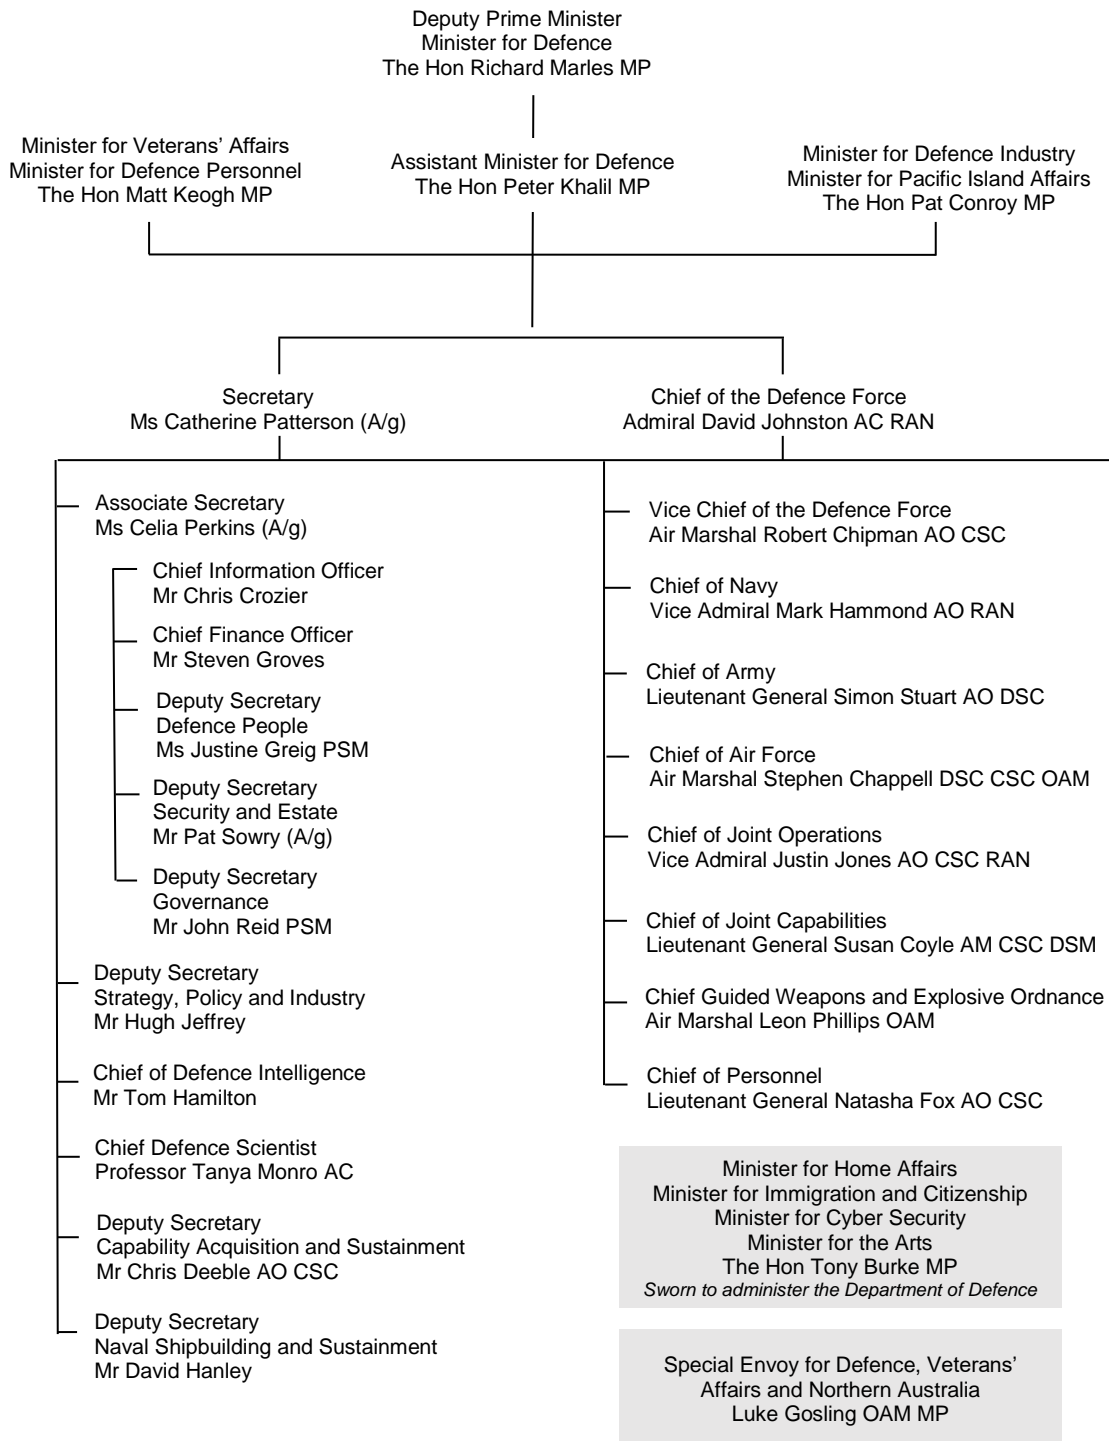 Deputy Prime Minister
Minister for Defence
The Hon Richard Marles MP
Minister for Veterans’ Affairs
Minister for Defence Personnel
The Hon Matt Keogh MP
Assistant Minister for Defence
The Hon Peter Khalil MP
Minister for Defence Industry
Minister for Pacific Island Affairs
The Hon Pat Conroy MP
Secretary
Ms Catherine Patterson (A/g)
Chief of the Defence Force
Admiral David Johnston AC RAN
Associate Secretary
Ms Celia Perkins (A/g)
Chief Information Officer
Mr Chris Crozier
Chief Finance Officer
Mr Steven Groves
Deputy Secretary
Defence People
Ms Justine Greig PSM
Deputy Secretary
Security and Estate
Mr Pat Sowry (A/g)
Deputy Secretary
Governance
Mr John Reid PSM
Deputy Secretary
Strategy, Policy and Industry
Mr Hugh Jeffrey
Chief of Defence Intelligence
Mr Tom Hamilton
Chief Defence Scientist
Professor Tanya Monro AC
Deputy Secretary
Capability Acquisition and Sustainment
Mr Chris Deeble AO CSC
Deputy Secretary
Naval Shipbuilding and Sustainment
Mr David Hanley
Vice Chief of the Defence Force
Air Marshal Robert Chipman AO CSC
Chief of Navy
Vice Admiral Mark Hammond AO RAN
Chief of Army
Lieutenant General Simon Stuart AO DSC
Chief of Air Force
Air Marshal Stephen Chappell DSC CSC OAM
Chief of Joint Operations
Vice Admiral Justin Jones AO CSC RAN
Chief of Joint Capabilities
Lieutenant General Susan Coyle AM CSC DSM
Chief Guided Weapons and Explosive Ordnance
Air Marshal Leon Phillips OAM
Chief of Personnel
Lieutenant General Natasha Fox AO CSC
Minister for Home Affairs
Minister for Immigration and Citizenship
Minister for Cyber Security
Minister for the Arts
The Hon Tony Burke MP
Sworn to administer the Department of Defence
Special Envoy for Defence, Veterans’
Affairs and Northern Australia
Luke Gosling OAM MP